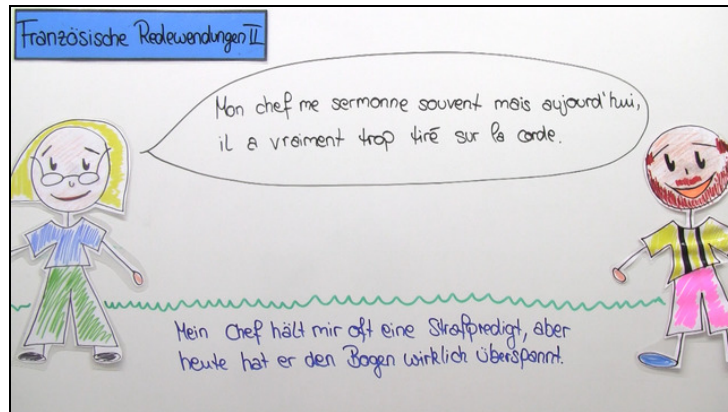 Französische Redewendungen II
Mon chef me sermonne souvent mais aujourd'hui,
il a vraiment trop tiré sur la corde.
Mein Chef hält mir oft eine Strafpredigt, aber
heute hat er den Bogen wirklich überspannt.